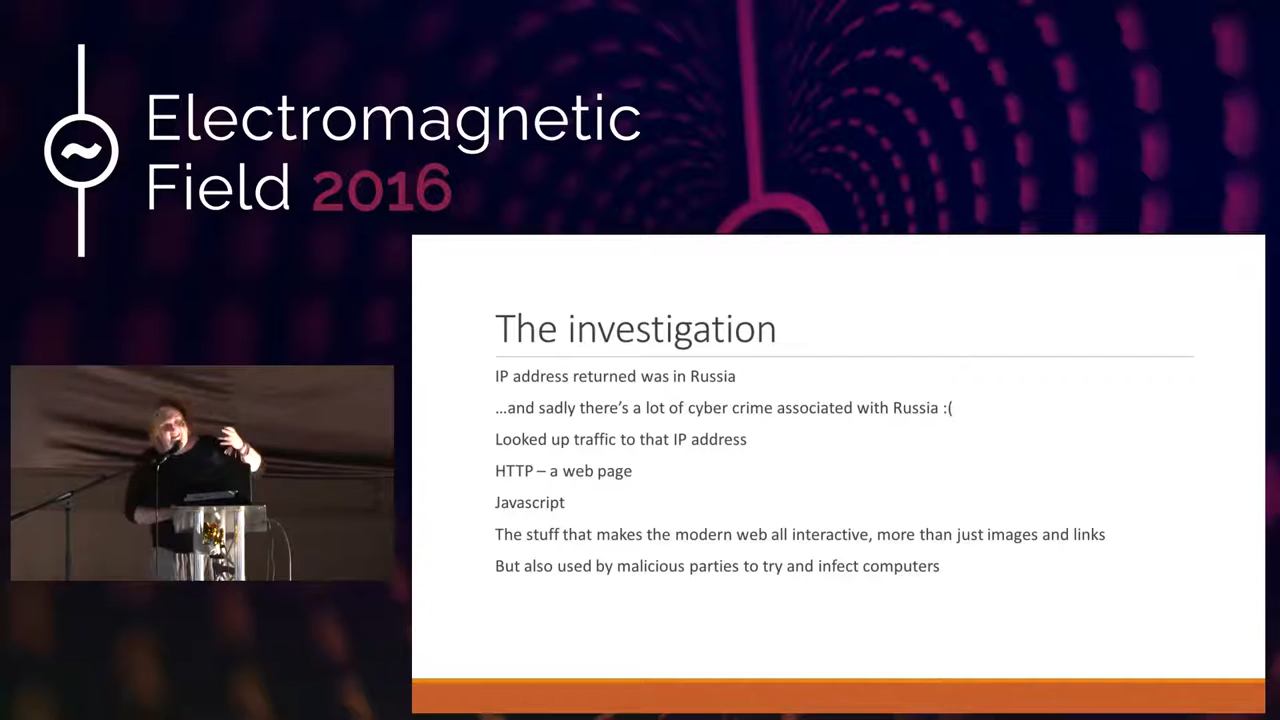 Electromagnetic
Field 2016
The investigation
IP address returned was in Russia
…and sadly there's a lot of cyber crime associated with Russia :(
Looked up traffic to that IP address
HTTP – a web page
Javascript
The stuff that makes the modern web all interactive, more than just images and links
But also used by malicious parties to try and infect computers